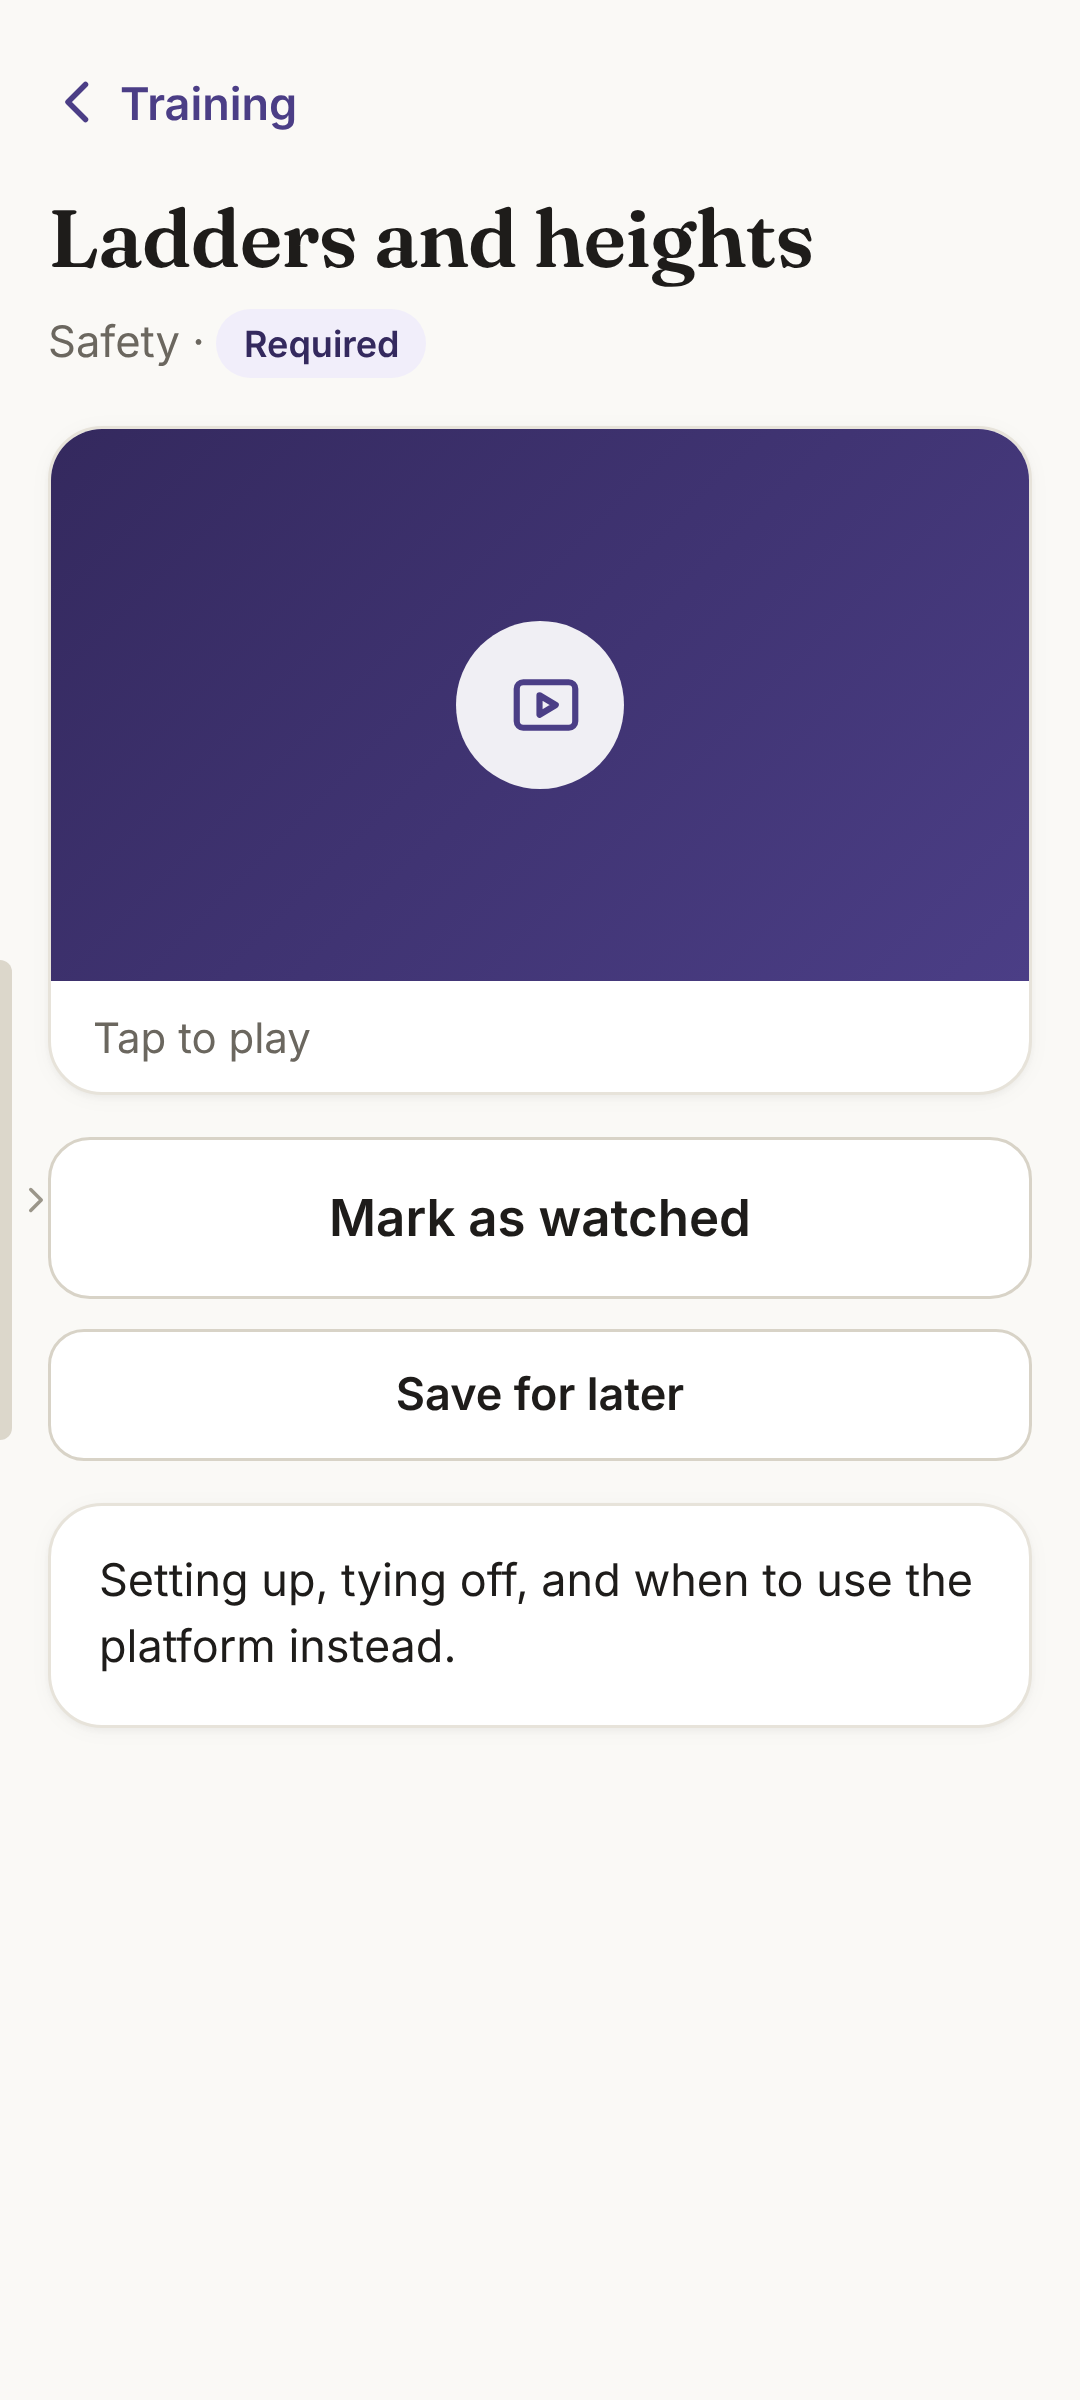 Training
Ladders and heights
Safety · Required
Tap to play
Mark as watched
Save for later
Setting up, tying off, and when to use the
platform instead.